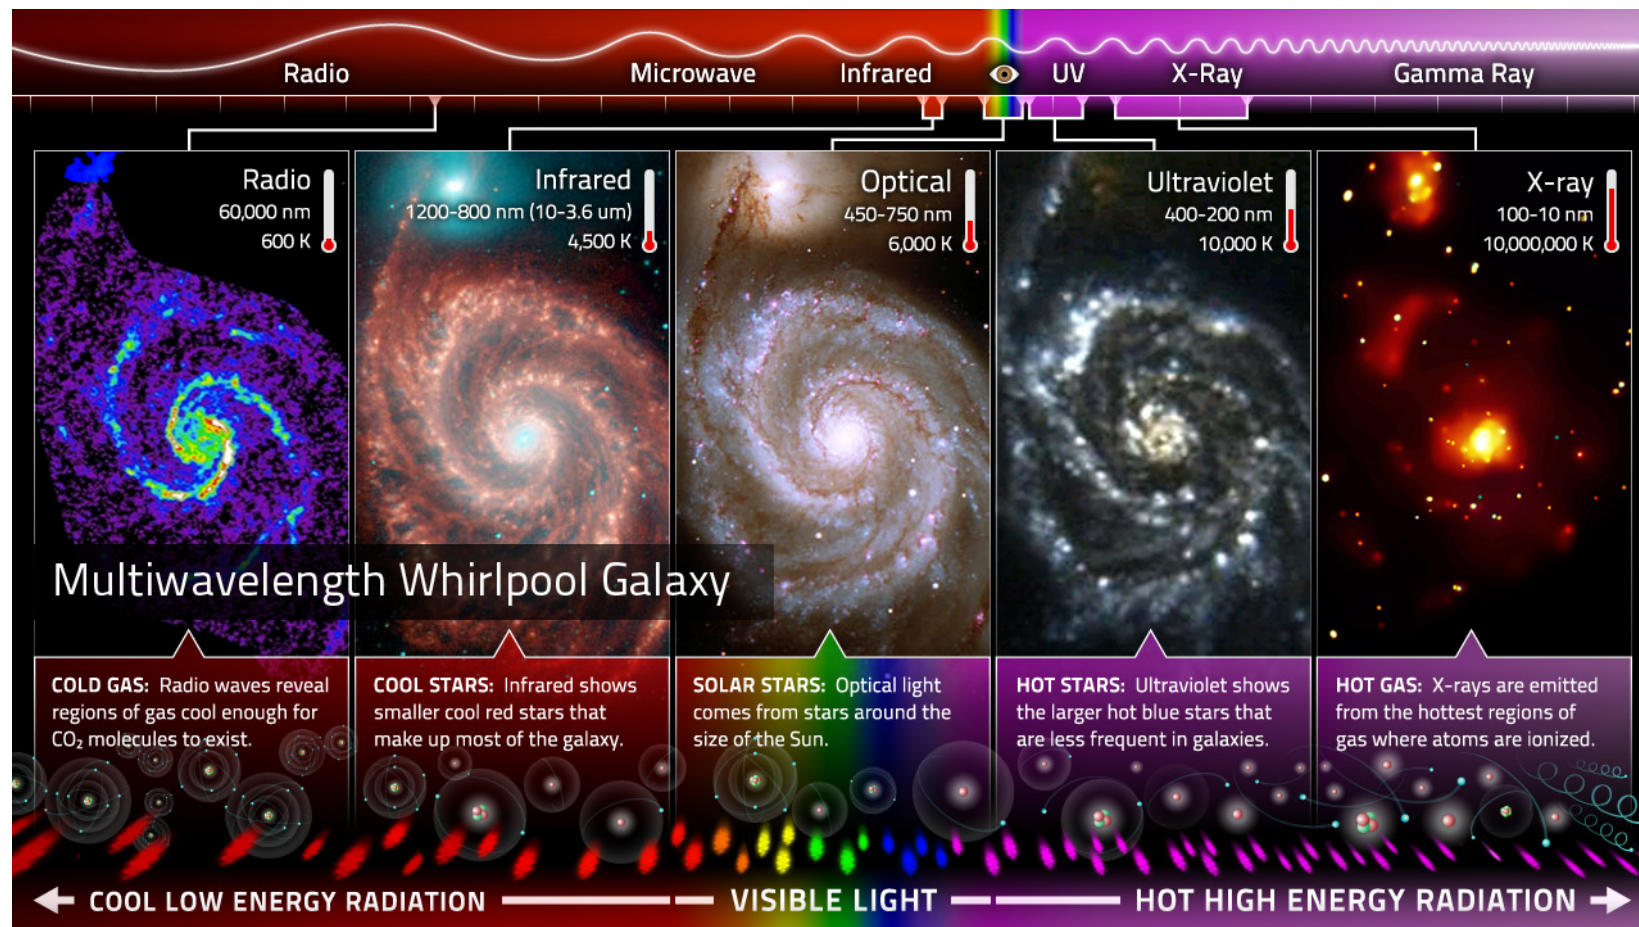 Radio
Microwave
Infrared
UV
X-Ray
Gamma Ray
Radio
60,000 nm
600 K
Infrared
1200-800 nm (10-3.6 um)
4,500 K
Optical
450-750 nm
6,000 K
Ultraviolet
400-200 nm
10,000 K
X-ray
100-10 nm
10,000,000 K
Multiwavelength Whirlpool Galaxy
COLD GAS: Radio waves reveal
regions of gas cool enough for
CO₂ molecules to exist.
COOL STARS: Infrared shows
smaller cool red stars that
make up most of the galaxy.
SOLAR STARS: Optical light
comes from stars around the
size of the Sun.
HOT STARS: Ultraviolet shows
the larger hot blue stars that
are less frequent in galaxies.
HOT GAS: X-rays are emitted
from the hottest regions of
gas where atoms are ionized.
COOL LOW ENERGY RADIATION
VISIBLE LIGHT
HOT HIGH ENERGY RADIATION